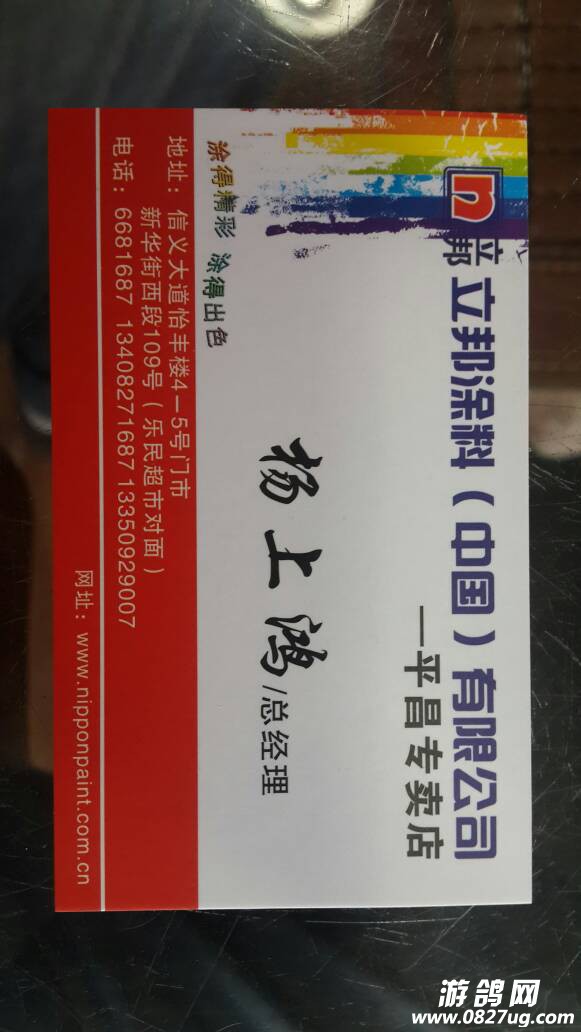 立邦
立邦涂料（中国）有限公司
—平昌专卖店
杨上鸿/总经理
涂得精彩 涂得出色
地址：信义大道怡丰楼4－5号门市
新华街西段109号（乐民超市对面）
电话：6681687 13408271687 13350929007
网址：www.nipponpaint.com.cn
游鸽网
www.0827ug.com